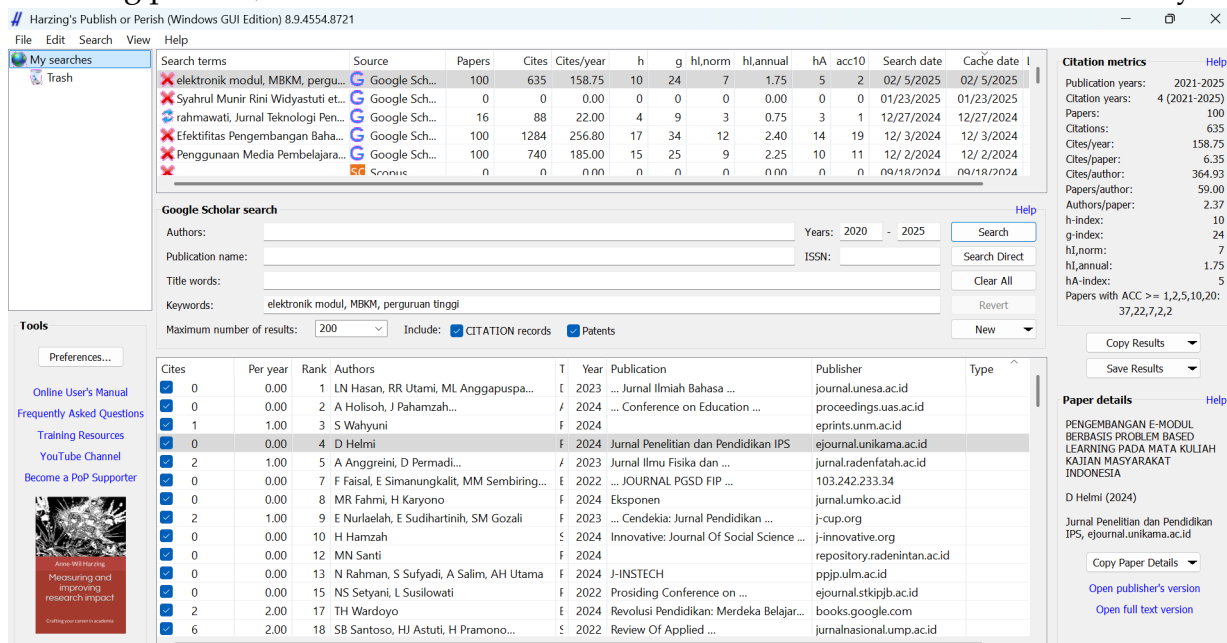 Harzing's Publish or Perish (Windows GUI Edition) 8.9.4554.8721
File Edit Search View Help
My searches
Trash
Search terms Source Papers Cites Cites/year h g hI,norm hI,annual hA acc10 Search date Cache date
elektronik modul, MBKM, pergu... Google Sch... 100 635 158.75 10 24 7 1.75 5 2 02/ 5/2025 02/ 5/2025
Syahrul Munir Rini Widyastuti et... Google Sch... 0 0 0.00 0 0 0 0.00 0 0 01/23/2025 01/23/2025
rahmawati, Jurnal Teknologi Pen... Google Sch... 16 88 22.00 4 9 3 0.75 3 1 12/27/2024 12/27/2024
Efektifitas Pengembangan Baha... Google Sch... 100 1284 256.80 17 34 12 2.40 14 19 12/ 3/2024 12/ 3/2024
Penggunaan Media Pembelajara... Google Sch... 100 740 185.00 15 25 9 2.25 10 11 12/ 2/2024 12/ 2/2024
Scopus 0 0 0.00 0 0 0 0.00 0 0 09/18/2024 09/18/2024
Google Scholar search Help
Authors: Years: 2020 - 2025 Search
Publication name: ISSN: Search Direct
Title words: Clear All
Keywords: elektronik modul, MBKM, perguruan tinggi Revert
Maximum number of results: 200 Include: CITATION records Patents New
Cites Per year Rank Authors T Year Publication Publisher Type
0 0.00 1 LN Hasan, RR Utami, ML Anggapuspa... 2023 ... Jurnal Ilmiah Bahasa ... journal.unesa.ac.id
0 0.00 2 A Holisoh, J Pahamzah... 2024 ... Conference on Education ... proceedings.uas.ac.id
1 1.00 3 S Wahyuni 2024 eprints.unm.ac.id
0 0.00 4 D Helmi 2024 Jurnal Penelitian dan Pendidikan IPS ejournal.unikama.ac.id
2 1.00 5 A Anggreini, D Permadi... 2023 Jurnal Ilmu Fisika dan ... jurnal.radenfatah.ac.id
0 0.00 7 F Faisal, E Simanungkalit, MM Sembiring... 2022 ... JOURNAL PGSD FIP ... 103.242.233.34
0 0.00 8 MR Fahmi, H Karyono 2024 Eksponen jurnal.umko.ac.id
2 1.00 9 E Nurlaelah, E Sudihartinih, SM Gozali 2023 ... Cendekia: Jurnal Pendidikan ... j-cup.org
0 0.00 10 H Hamzah 2024 Innovative: Journal Of Social Science ... j-innovative.org
0 0.00 12 MN Santi 2024 repository.radenintan.ac.id
0 0.00 13 N Rahman, S Sufyadi, A Salim, AH Utama 2024 J-INSTECH ppjp.ulm.ac.id
0 0.00 15 NS Setyani, L Susilowati 2022 Prosiding Conference on ... ejournal.stkipjb.ac.id
2 2.00 17 TH Wardoyo 2024 Revolusi Pendidikan: Merdeka Belajar... books.google.com
6 2.00 18 SB Santoso, HJ Astuti, H Pramono... 2022 Review Of Applied ... jurnalnasional.ump.ac.id
Tools
Preferences...
Online User's Manual
Frequently Asked Questions
Training Resources
YouTube Channel
Become a PoP Supporter
Anne-Wil Harzing
Measuring and
improving
research impact
Crafting your career in academia
Citation metrics Help
Publication years: 2021-2025
Citation years: 4 (2021-2025)
Papers: 100
Citations: 635
Cites/year: 158.75
Cites/paper: 6.35
Cites/author: 364.93
Papers/author: 59.00
Authors/paper: 2.37
h-index: 10
g-index: 24
hI,norm: 7
hI,annual: 1.75
hA-index: 5
Papers with ACC >= 1,2,5,10,20:
37,22,7,2,2
Copy Results
Save Results
Paper details Help
PENGEMBANGAN E-MODUL
BERBASIS PROBLEM BASED
LEARNING PADA MATA KULIAH
KAJIAN MASYARAKAT
INDONESIA
D Helmi (2024)
Jurnal Penelitian dan Pendidikan
IPS, ejournal.unikama.ac.id
Copy Paper Details
Open publisher's version
Open full text version